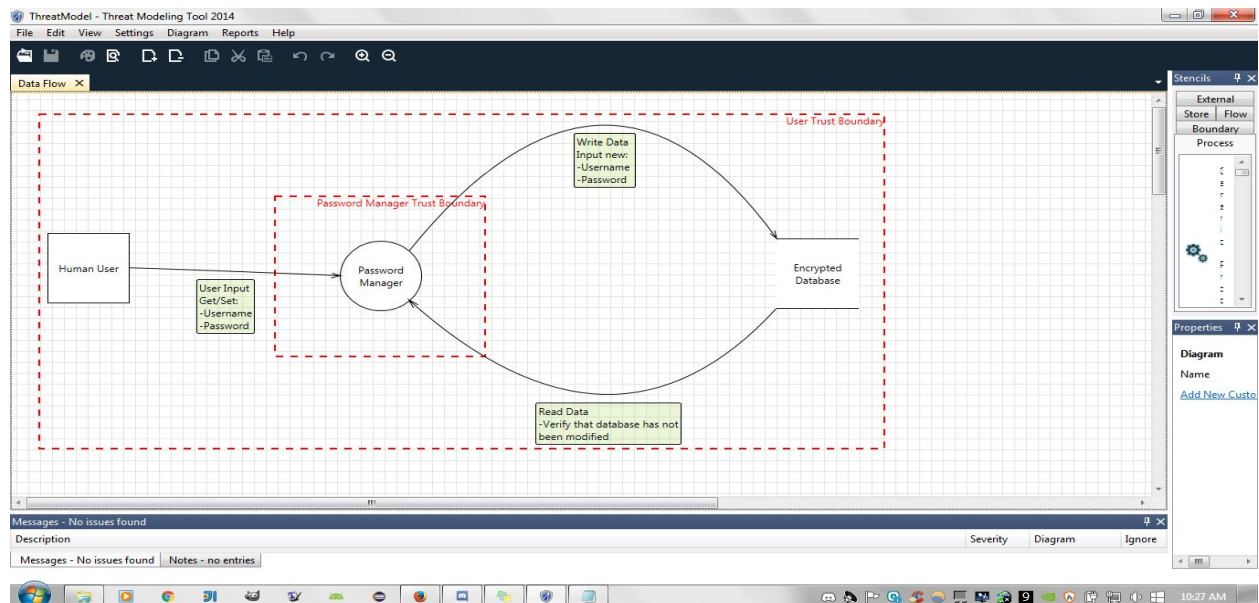 ThreatModel - Threat Modeling Tool 2014
File Edit View Settings Diagram Reports Help
Data Flow
User Trust Boundary
Write Data
Input new:
-Username
-Password
Password Manager Trust Boundary
Human User
Password
Manager
Encrypted
Database
User Input
Get/Set:
-Username
-Password
Read Data
-Verify that database has not
been modified
Stencils
External
Store Flow
Boundary
Process
Properties
Diagram
Name
Add New Custo
Messages - No issues found
Description Severity Diagram Ignore
Messages - No issues found Notes - no entries
10:27 AM